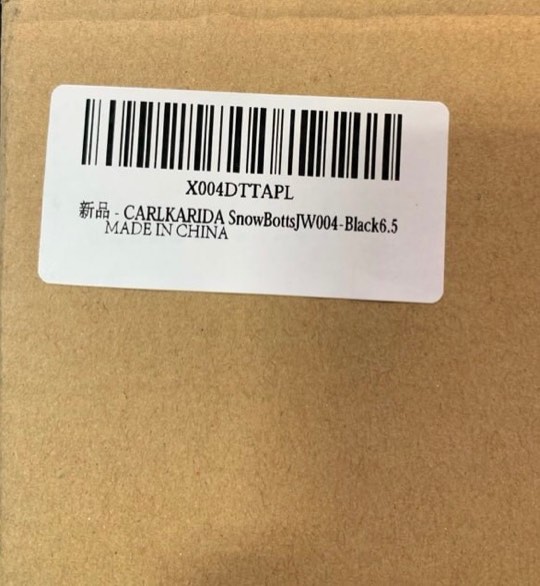 X004DTTAPL
新品 - CARLKARIDA SnowBottsJW004-Black6.5
MADE IN CHINA